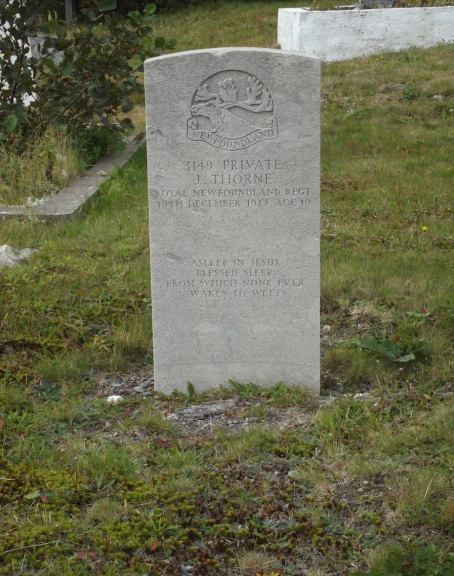 NEWFOUNDLAND
3149 PRIVATE
J. THORNE
ROYAL NEWFOUNDLAND REGT.
19TH DECEMBER 1917 AGE 19
ASLEEP IN JESUS
BLESSED SLEEP
FROM WHICH NONE EVER
WAKES TO WEEP